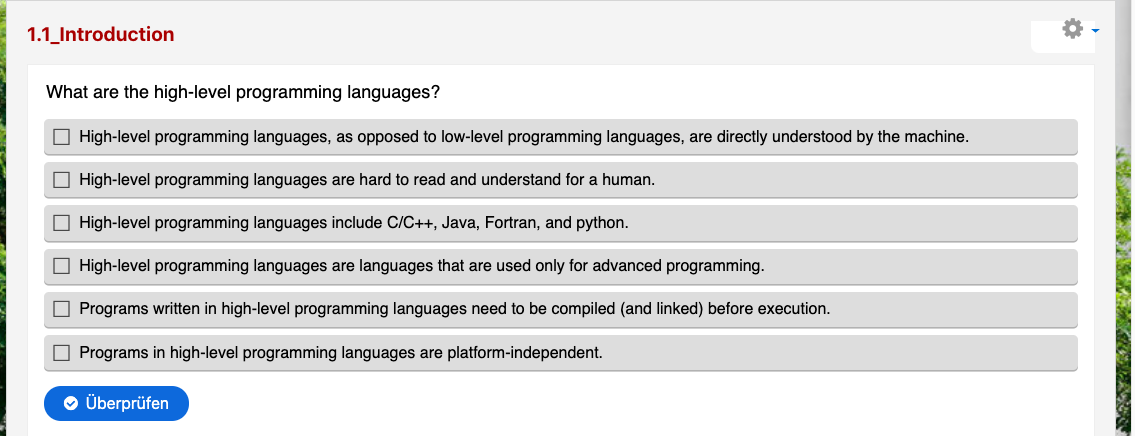 1.1_Introduction
What are the high-level programming languages?
High-level programming languages, as opposed to low-level programming languages, are directly understood by the machine.
High-level programming languages are hard to read and understand for a human.
High-level programming languages include C/C++, Java, Fortran, and python.
High-level programming languages are languages that are used only for advanced programming.
Programs written in high-level programming languages need to be compiled (and linked) before execution.
Programs in high-level programming languages are platform-independent.
Überprüfen